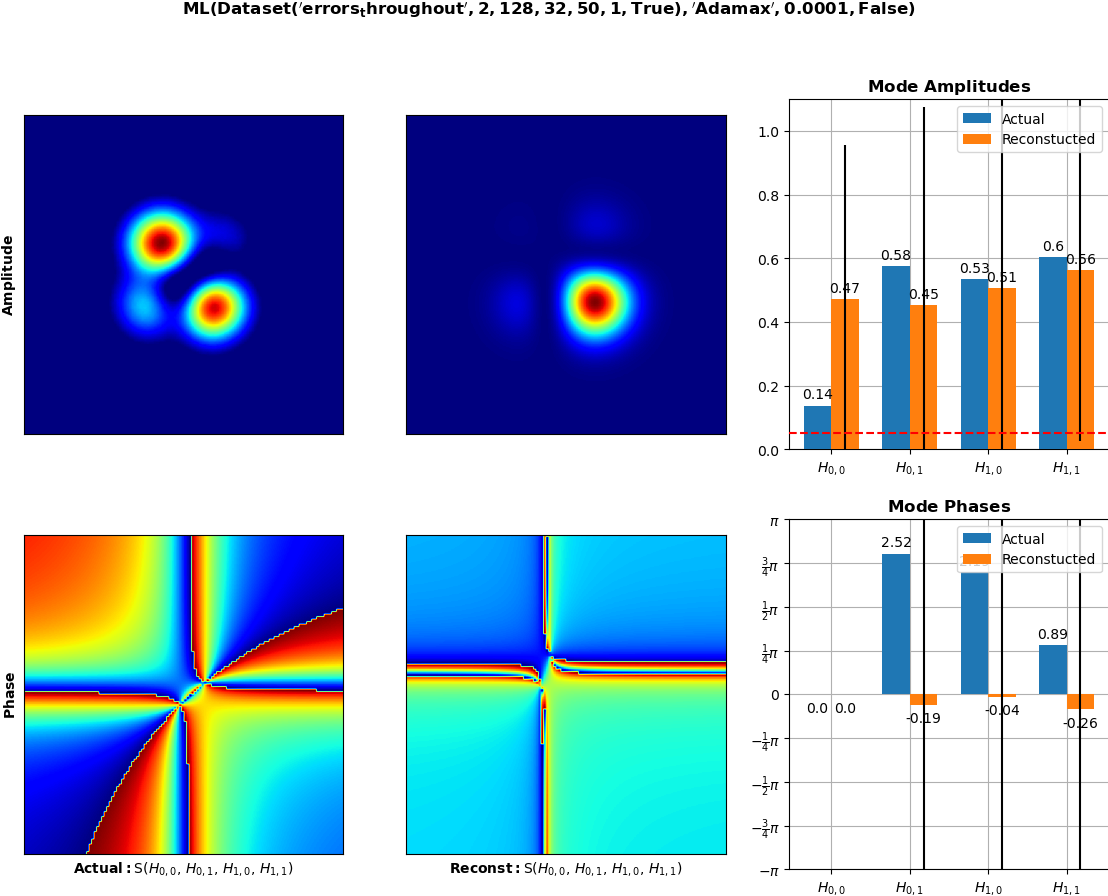 ML(Dataset('errors_throughout', 2, 128, 32, 50, 1, True), 'Adamax', 0.0001, False)
Amplitude
Mode Amplitudes
Actual
Reconstucted
1.0
0.8
0.6
0.4
0.2
0.0
0.14
0.47
0.58
0.45
0.53
0.51
0.6
0.56
H0,0
H0,1
H1,0
H1,1
Phase
Actual: S(H0,0, H0,1, H1,0, H1,1)
Reconst: S(H0,0, H0,1, H1,0, H1,1)
Mode Phases
Actual
Reconstucted
π
3/4π
1/2π
1/4π
0
−1/4π
−1/2π
−3/4π
−π
0.0
0.0
2.52
-0.19
-0.04
0.89
-0.26
H0,0
H0,1
H1,0
H1,1